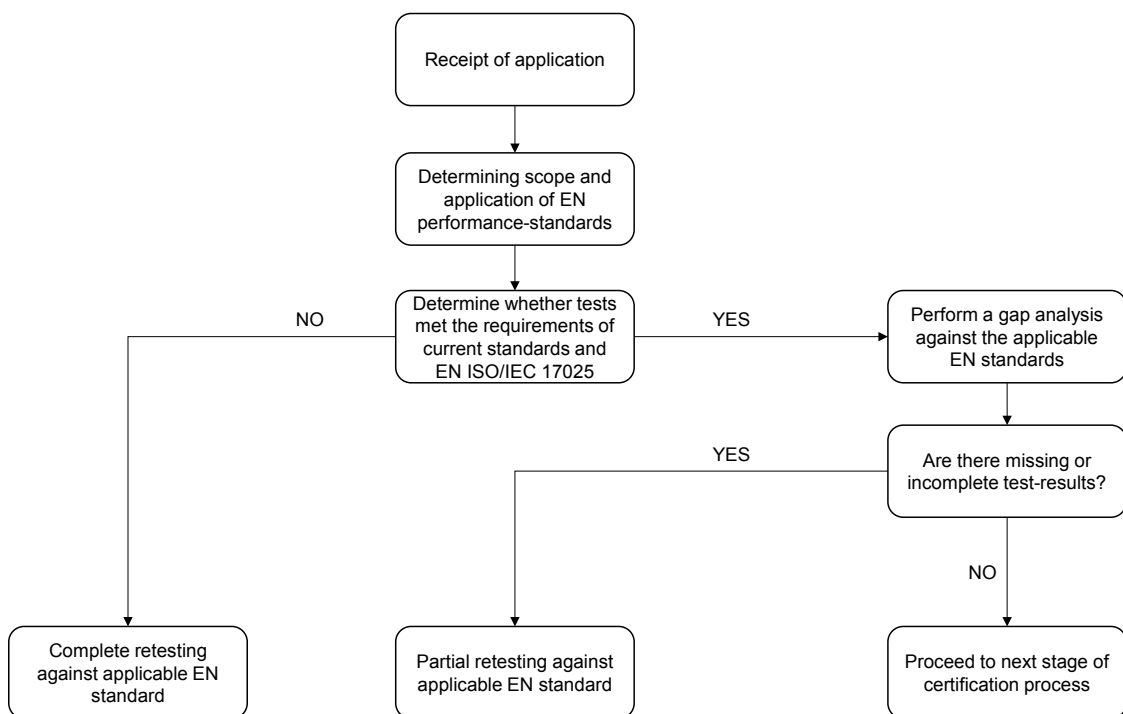 Receipt of application
Determining scope and
application of EN
performance-standards
NO
Determine whether tests
met the requirements of
current standards and
EN ISO/IEC 17025
YES
Perform a gap analysis
against the applicable
EN standards
YES
Are there missing or
incomplete test-results?
NO
Complete retesting
against applicable EN
standard
Partial retesting against
applicable EN standard
Proceed to next stage of
certification process